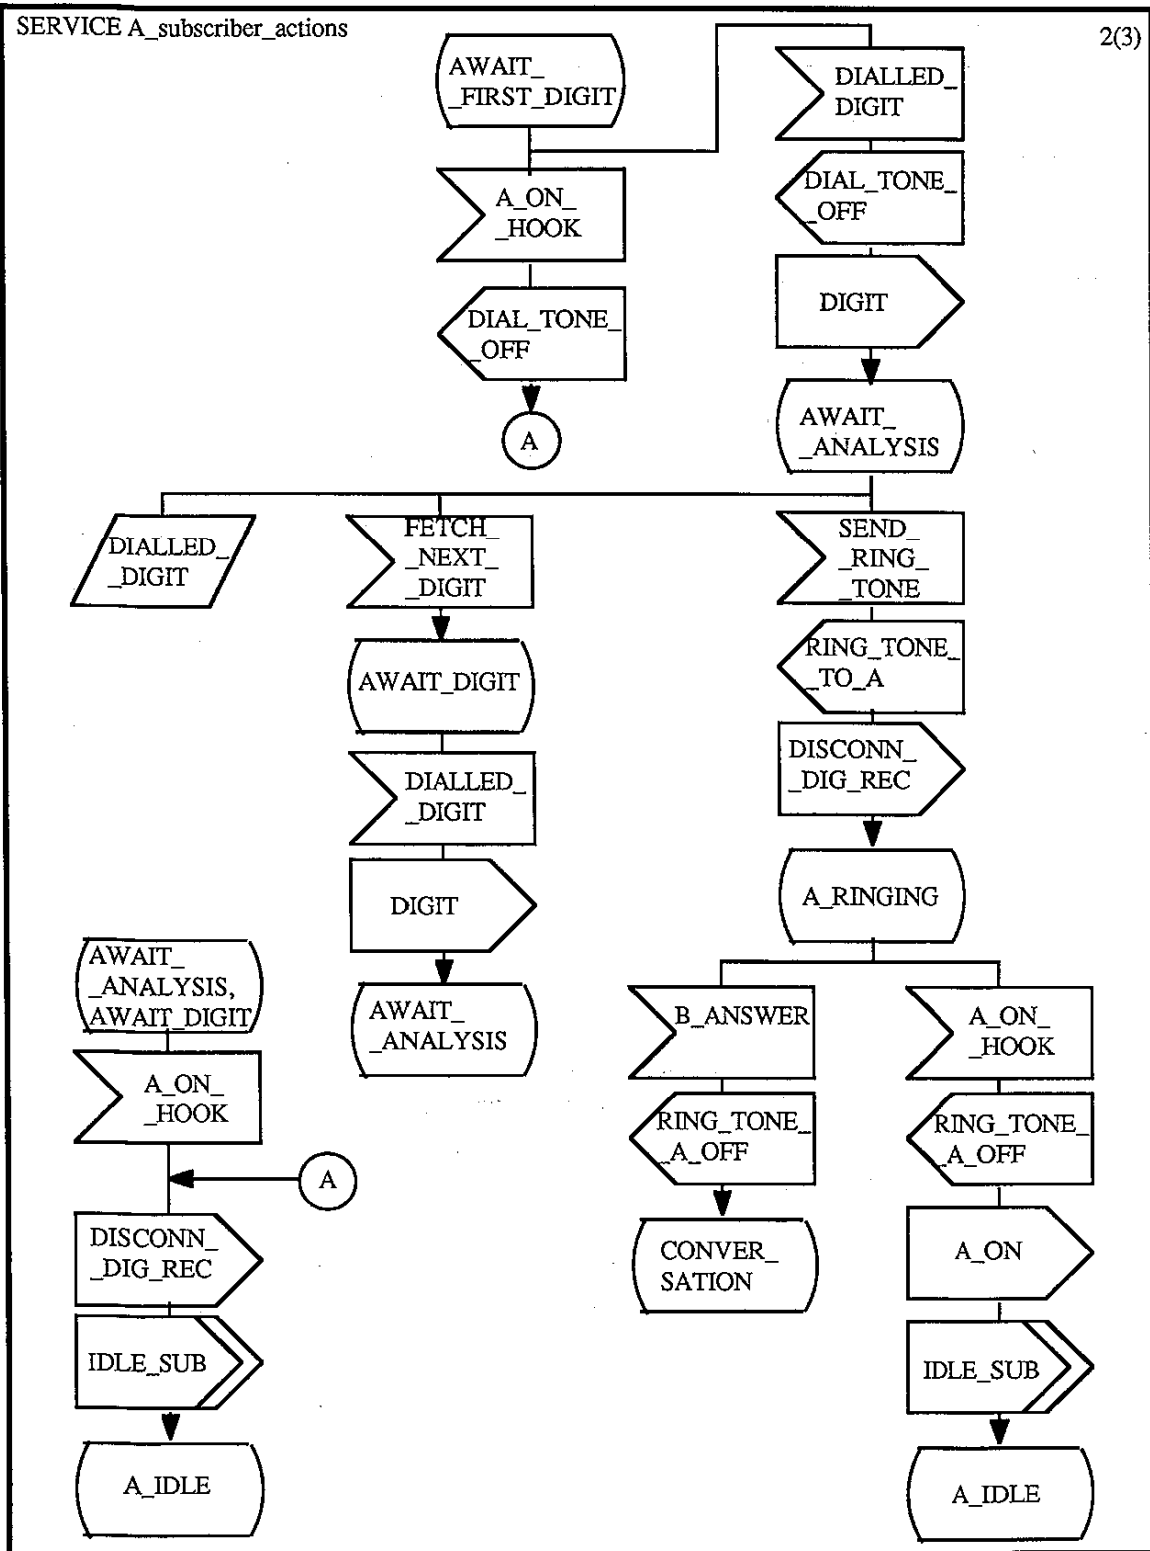 SERVICE A_subscriber_actions
2(3)
AWAIT_
_FIRST_DIGIT
DIALLED_
DIGIT
A_ON_
_HOOK
DIAL_TONE_
_OFF
DIGIT
DIAL_TONE_
_OFF
A
AWAIT_
_ANALYSIS
DIALLED_
_DIGIT
FETCH_
_NEXT_
_DIGIT
SEND_
_RING_
_TONE
AWAIT_DIGIT
RING_TONE_
_TO_A
DIALLED_
_DIGIT
DISCONN_
_DIG_REC
DIGIT
A_RINGING
AWAIT_
_ANALYSIS,
AWAIT_DIGIT
AWAIT_
_ANALYSIS
B_ANSWER
A_ON_
_HOOK
A_ON_
_HOOK
RING_TONE_
_A_OFF
RING_TONE_
_A_OFF
A
DISCONN_
_DIG_REC
CONVER_
SATION
A_ON
IDLE_SUB
IDLE_SUB
A_IDLE
A_IDLE